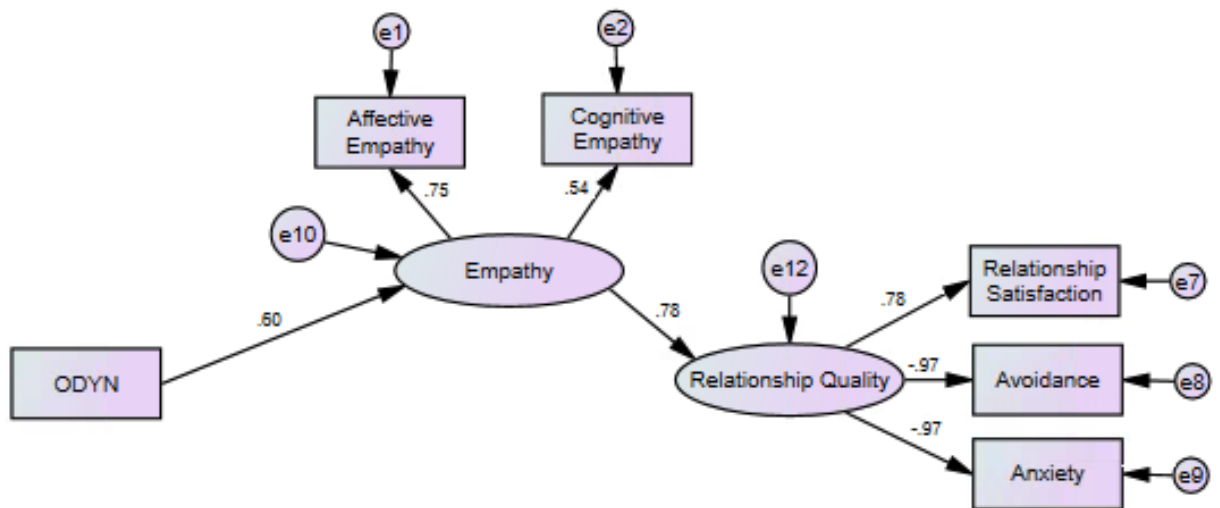 e1
e2
Affective
Empathy
Cognitive
Empathy
.75
.54
e10
Empathy
e12
Relationship
Satisfaction
e7
.60
.78
.78
ODYN
Relationship Quality
-.97
Avoidance
e8
-.97
Anxiety
e9